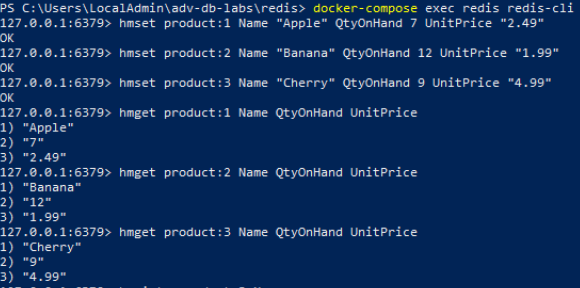 PS C:\Users\LocalAdmin\adv-db-labs\redis> docker-compose exec redis redis-cli
127.0.0.1:6379> hmset product:1 Name "Apple" QtyOnHand 7 UnitPrice "2.49"
OK
127.0.0.1:6379> hmset product:2 Name "Banana" QtyOnHand 12 UnitPrice "1.99"
OK
127.0.0.1:6379> hmset product:3 Name "Cherry" QtyOnHand 9 UnitPrice "4.99"
OK
127.0.0.1:6379> hmget product:1 Name QtyOnHand UnitPrice
1) "Apple"
2) "7"
3) "2.49"
127.0.0.1:6379> hmget product:2 Name QtyOnHand UnitPrice
1) "Banana"
2) "12"
3) "1.99"
127.0.0.1:6379> hmget product:3 Name QtyOnHand UnitPrice
1) "Cherry"
2) "9"
3) "4.99"